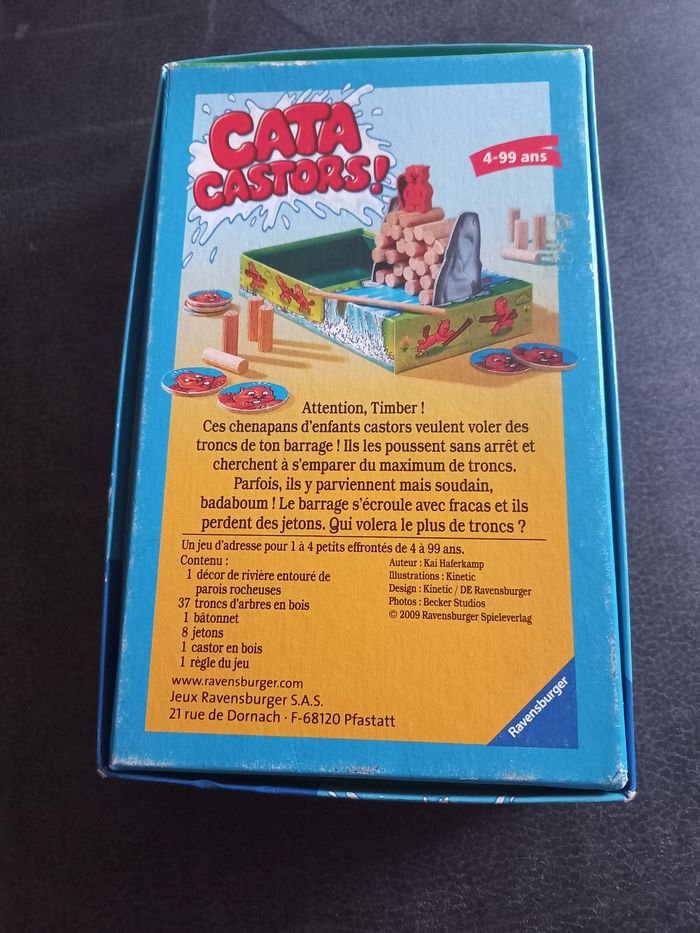 CATA
CASTORS!
4-99 ans
Attention, Timber !
Ces chenapans d'enfants castors veulent voler des
troncs de ton barrage ! Ils les poussent sans arrêt et
cherchent à s'emparer du maximum de troncs.
Parfois, ils y parviennent mais soudain,
badaboum ! Le barrage s'écroule avec fracas et ils
perdent des jetons. Qui volera le plus de troncs ?
Un jeu d'adresse pour 1 à 4 petits effrontés de 4 à 99 ans.
Contenu :
1 décor de rivière entouré de
parois rocheuses
37 troncs d'arbres en bois
1 bâtonnet
8 jetons
1 castor en bois
1 règle du jeu
Auteur : Kai Haferkamp
Illustrations : Kinetic
Design : Kinetic / DE Ravensburger
Photos : Becker Studios
© 2009 Ravensburger Spieleverlag
www.ravensburger.com
Jeux Ravensburger S.A.S.
21 rue de Dornach · F-68120 Pfastatt
Ravensburger